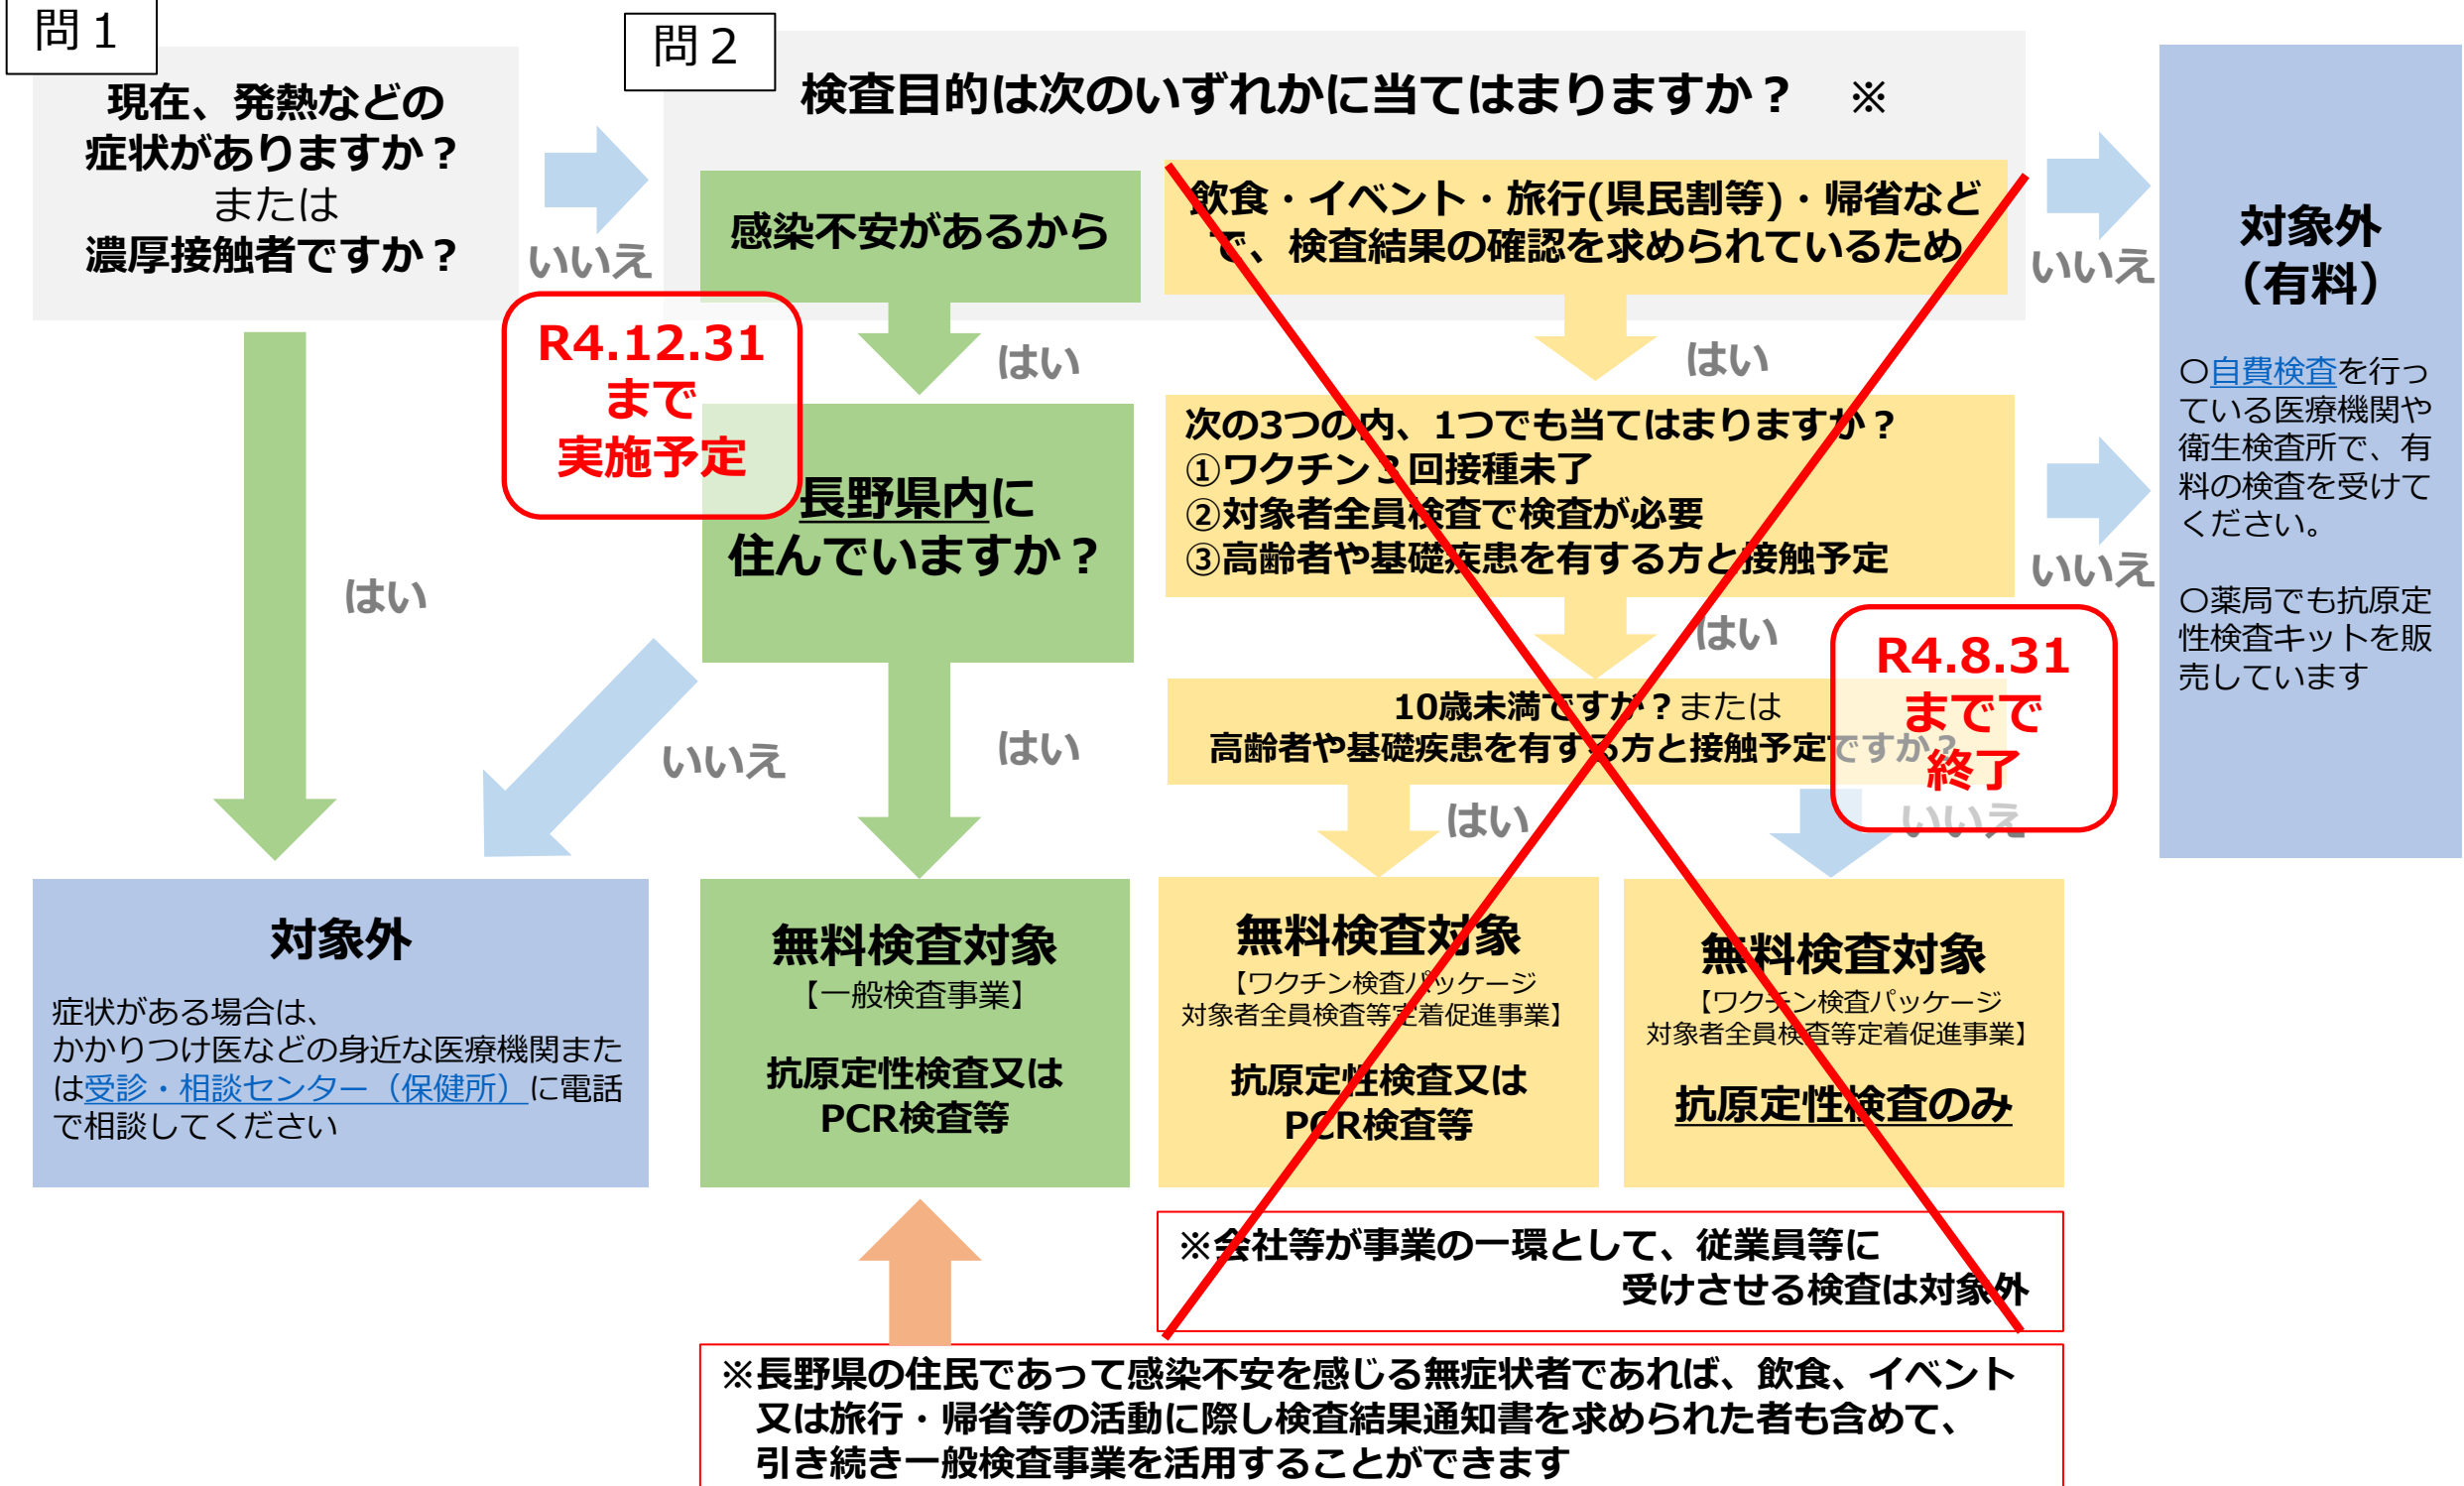 問１
現在、発熱などの
症状がありますか？
または
濃厚接触者ですか？
いいえ
はい
問２
検査目的は次のいずれかに当てはまりますか？　※
感染不安があるから
はい
R4.12.31
まで
実施予定
長野県内に
住んでいますか？
いいえ
はい
飲食・イベント・旅行(県民割等)・帰省など
で、検査結果の確認を求められているため
いいえ
はい
次の3つの内、1つでも当てはまりますか？
①ワクチン３回接種未了
②対象者全員検査で検査が必要
③高齢者や基礎疾患を有する方と接触予定
いいえ
はい
10歳未満ですか？または
高齢者や基礎疾患を有する方と接触予定ですか？
R4.8.31
までで
終了
はい
いいえ
対象外
（有料）
〇自費検査を行っ
ている医療機関や
衛生検査所で、有
料の検査を受けて
ください。
〇薬局でも抗原定
性検査キットを販
売しています
対象外
症状がある場合は、
かかりつけ医などの身近な医療機関また
は受診・相談センター（保健所）に電話
で相談してください
無料検査対象
【一般検査事業】
抗原定性検査又は
PCR検査等
無料検査対象
【ワクチン検査パッケージ
対象者全員検査等定着促進事業】
抗原定性検査又は
PCR検査等
無料検査対象
【ワクチン検査パッケージ
対象者全員検査等定着促進事業】
抗原定性検査のみ
※会社等が事業の一環として、従業員等に
受けさせる検査は対象外
※長野県の住民であって感染不安を感じる無症状者であれば、飲食、イベント
又は旅行・帰省等の活動に際し検査結果通知書を求められた者も含めて、
引き続き一般検査事業を活用することができます